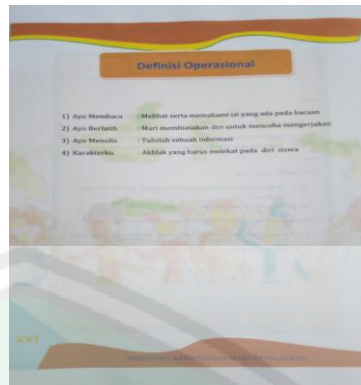 Definisi Operasional
1) Ayo Membaca : Melihat serta memahami isi yang ada pada bacaan
2) Ayo Berlatih : Mari membiasakan diri untuk mencoba mengerjakan
3) Ayo Menulis : Tulislah sebuah informasi
4) Karakterku : Akhlak yang harus melekat pada diri siswa
xvi